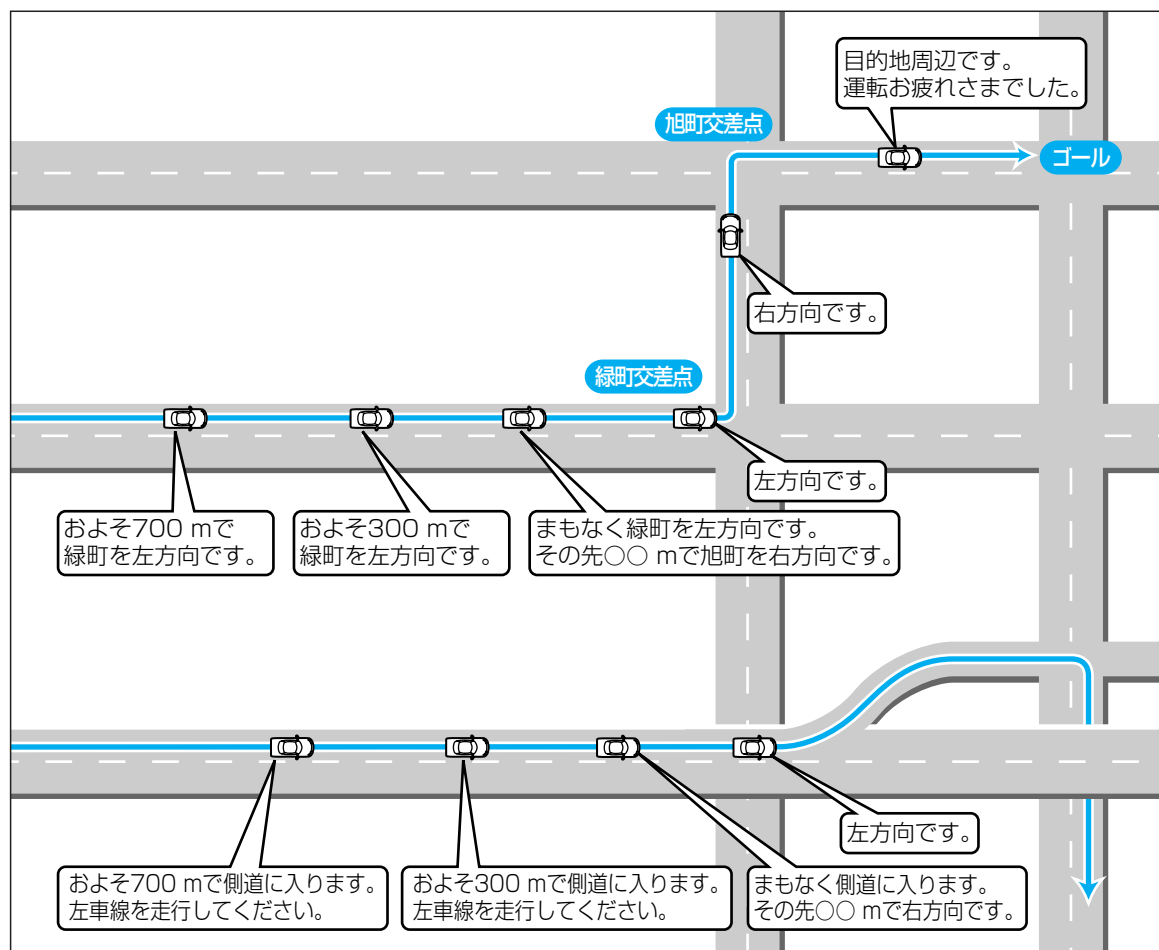 目的地周辺です。
運転お疲れさまでした。
旭町交差点
ゴール
右方向です。
緑町交差点
左方向です。
およそ700 mで
緑町を左方向です。
およそ300 mで
緑町を左方向です。
まもなく緑町を左方向です。
その先○○ mで旭町を右方向です。
左方向です。
およそ700 mで側道に入ります。
左車線を走行してください。
およそ300 mで側道に入ります。
左車線を走行してください。
まもなく側道に入ります。
その先○○ mで右方向です。